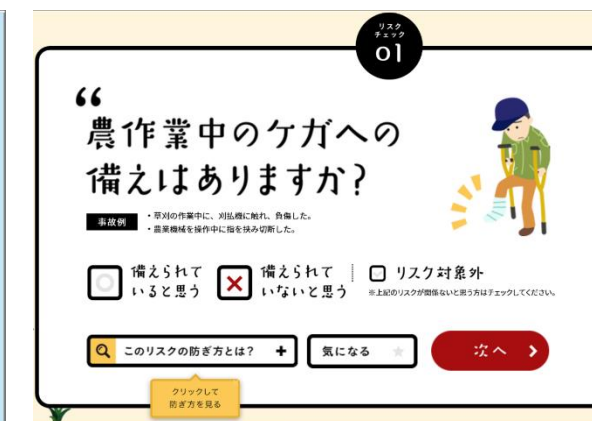 リスク
チェック
01
“
農作業中のケガへの
備えはありますか?
事故例
・草刈の作業中に、刈払機に触れ、負傷した。
・農業機械を操作中に指を挟み切断した。
備えられて
いると思う
備えられて
いないと思う
リスク対象外
※上記のリスクが関係ないと思う方はチェックしてください。
このリスクの防ぎ方とは? +
気になる ★
次へ >
クリックして
防ぎ方を見る